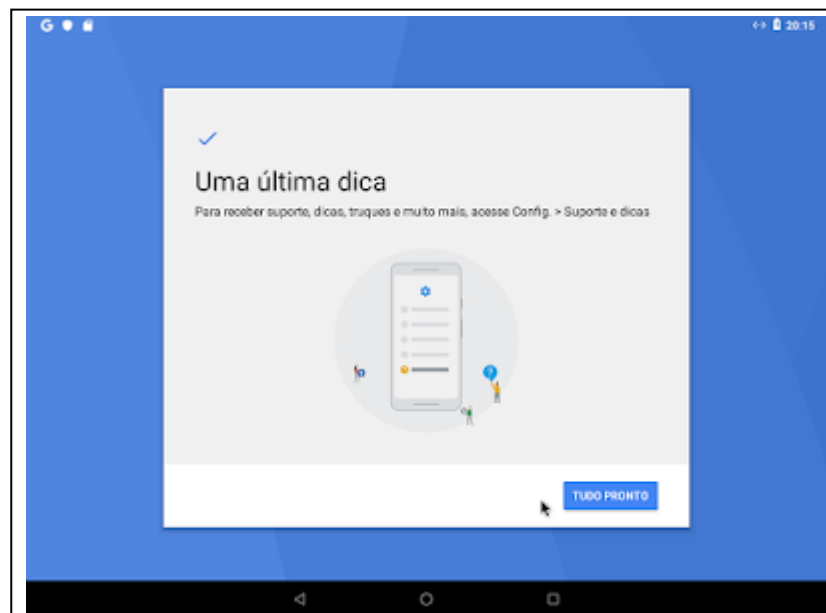 G 20:15
Uma última dica
Para receber suporte, dicas, truques e muito mais, acesse Config. > Suporte e dicas
TUDO PRONTO